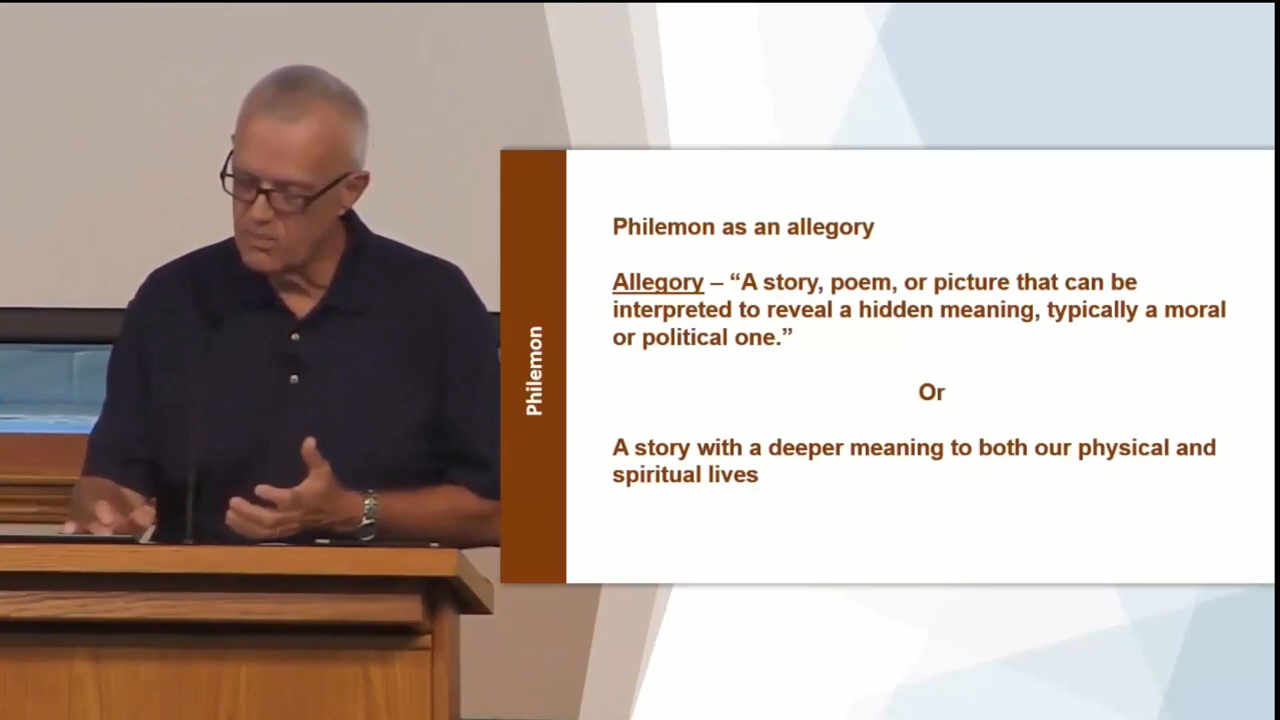 Philemon
Philemon as an allegory
Allegory – “A story, poem, or picture that can be
interpreted to reveal a hidden meaning, typically a moral
or political one.”
Or
A story with a deeper meaning to both our physical and
spiritual lives